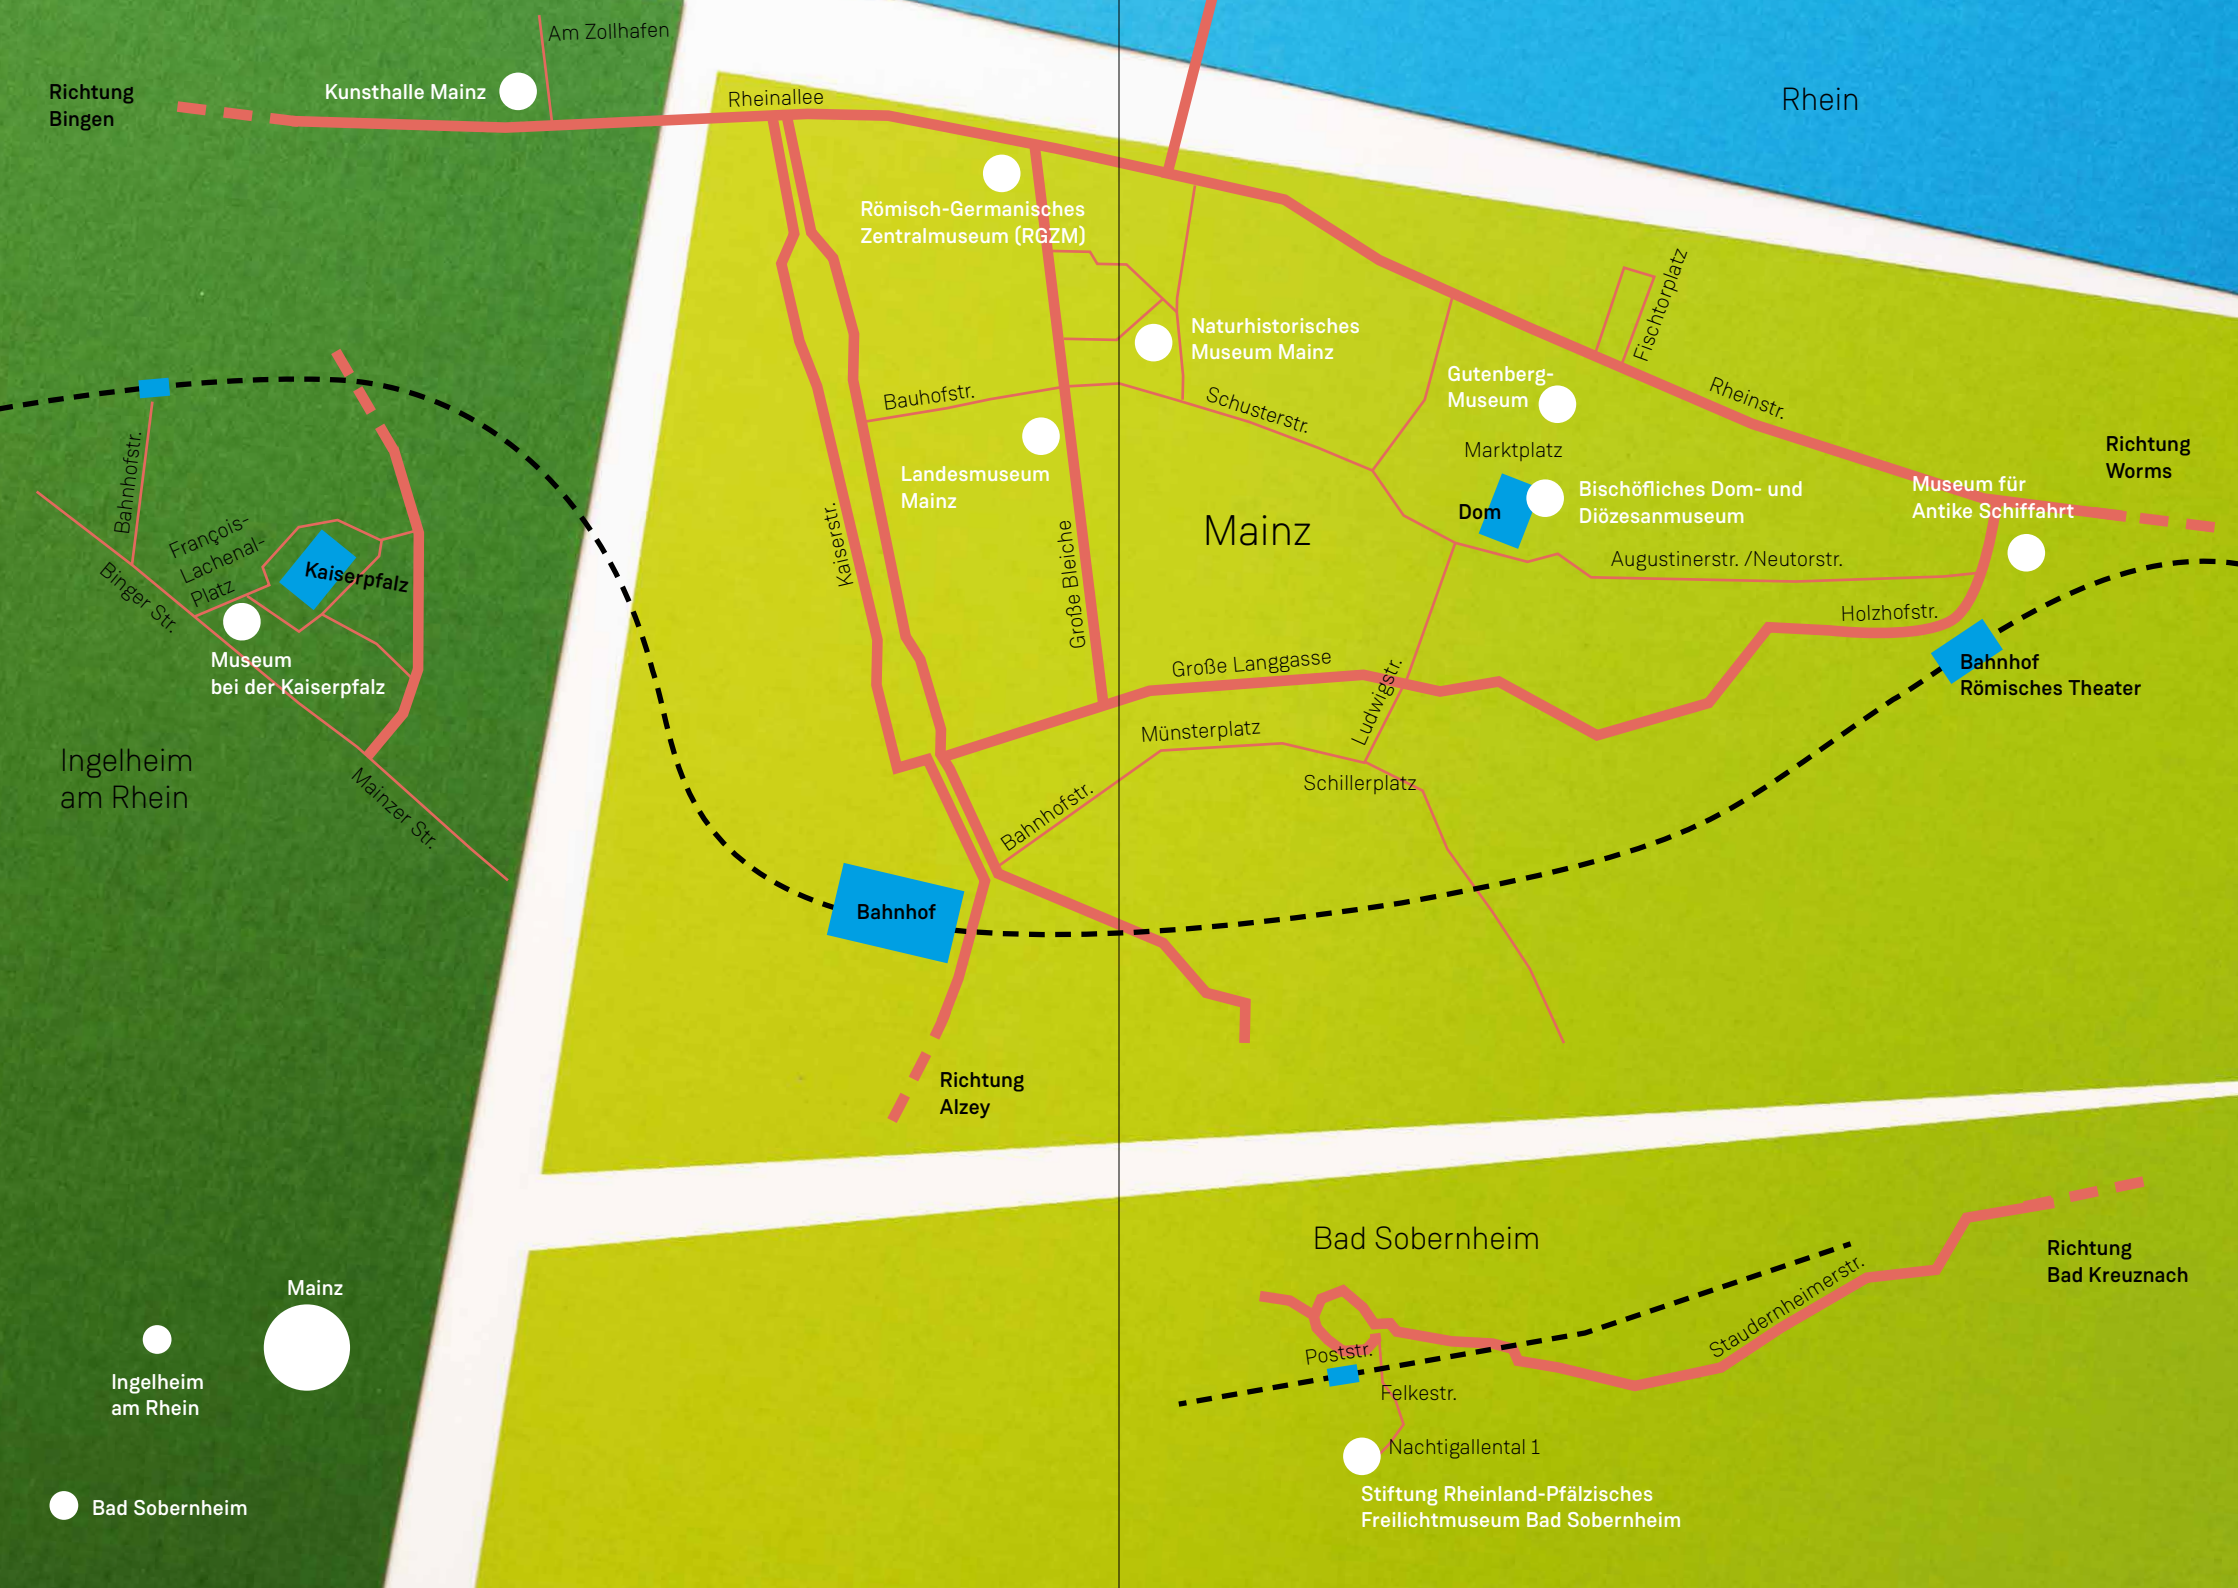 Am Zollhafen
Richtung
Bingen
Kunsthalle Mainz
Rheinallee
Rhein
Römisch-Germanisches
Zentralmuseum (RGZM)
Naturhistorisches
Museum Mainz
Fischtorplatz
Gutenberg-
Museum
Rheinstr.
Bauhofstr.
Schusterstr.
Marktplatz
Richtung
Worms
Landesmuseum
Mainz
Dom
Bischöfliches Dom- und
Diözesanmuseum
Museum für
Antike Schiffahrt
Mainz
Kaiserstr.
Große Bleiche
Augustinerstr. /Neutorstr.
Holzhofstr.
Bahnhof
Römisches Theater
Große Langgasse
Ludwigstr.
Münsterplatz
Schillerplatz
Bahnhofstr.
Bahnhof
Richtung
Alzey
Bahnhofstr.
François-
Lachenal-
Platz
Kaiserpfalz
Binger Str.
Museum
bei der Kaiserpfalz
Ingelheim
am Rhein
Mainzer Str.
Mainz
Ingelheim
am Rhein
Bad Sobernheim
Bad Sobernheim
Richtung
Bad Kreuznach
Staudernheimerstr.
Poststr.
Felkestr.
Nachtigallental 1
Stiftung Rheinland-Pfälzisches
Freilichtmuseum Bad Sobernheim